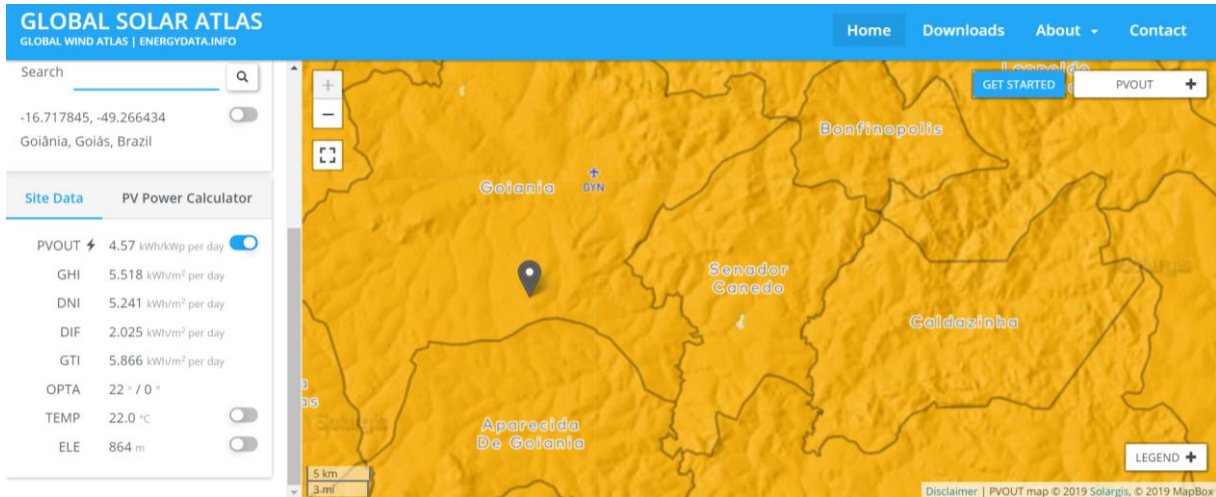 GLOBAL SOLAR ATLAS
GLOBAL WIND ATLAS | ENERGYDATA.INFO
Home Downloads About Contact
Search
-16.717845, -49.266434
Goiânia, Goiás, Brazil
Site Data PV Power Calculator
PVOUT 4.57 kWh/kWp per day
GHI 5.518 kWh/m² per day
DNI 5.241 kWh/m² per day
DIF 2.025 kWh/m² per day
GTI 5.866 kWh/m² per day
OPTA 22 ° / 0 °
TEMP 22.0 °C
ELE 864 m
+
−
GET STARTED
PVOUT +
Bonfinopolis
Goiania
GYN
Senador
Canedo
Caldazinha
Solargis
Solargis
Aparecida
De Goiania
5 km
3 mi
LEGEND +
Disclaimer | PVOUT map © 2019 Solargis, © 2019 MapBox